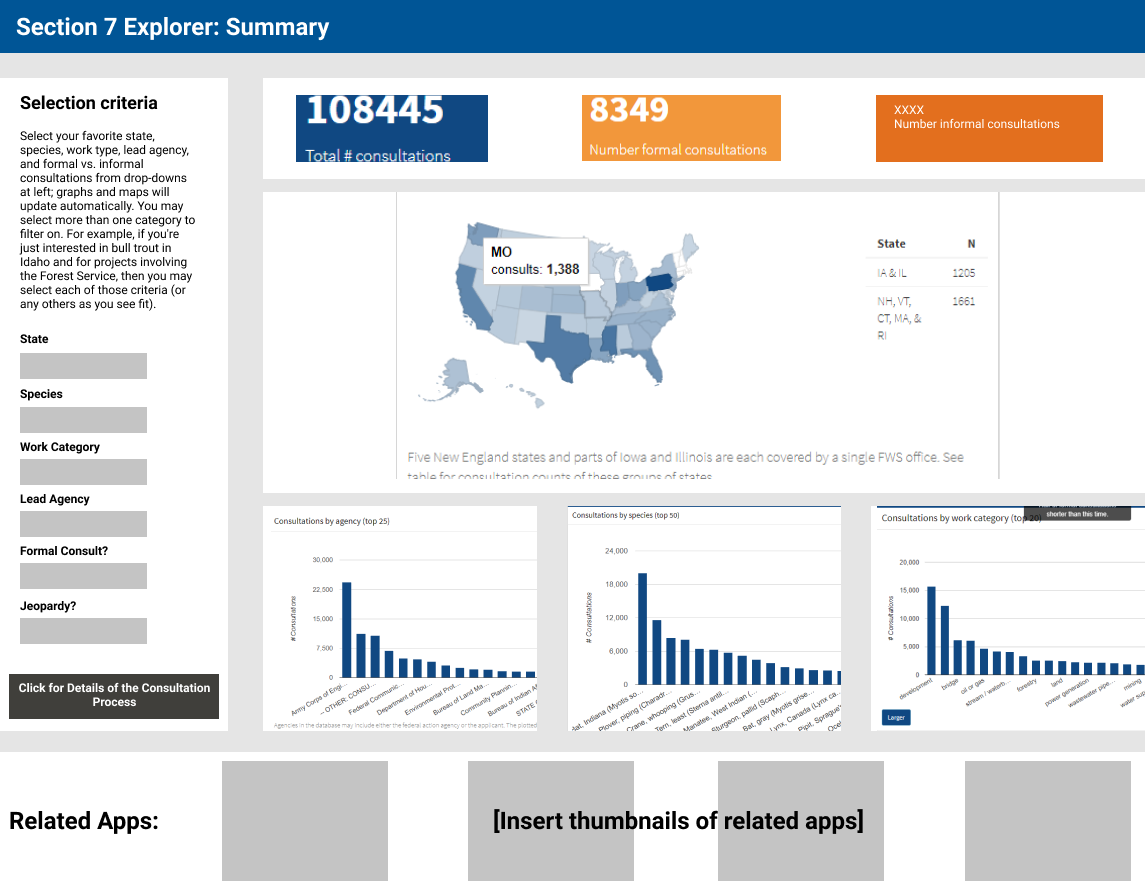 Section 7 Explorer: Summary
Selection criteria
Select your favorite state,
species, work type, lead agency,
and formal vs. informal
consultations from drop-downs
at left; graphs and maps will
update automatically. You may
select more than one category to
filter on. For example, if you're
just interested in bull trout in
Idaho and for projects involving
the Forest Service, then you may
select each of those criteria (or
any others as you see fit).
State
Species
Work Category
Lead Agency
Formal Consult?
Jeopardy?
Click for Details of the Consultation
Process
108445
Total # consultations
8349
Number formal consultations
XXXX
Number informal consultations
MO
consults: 1,388
State N
IA & IL 1205
NH, VT, 1661
CT, MA, &
RI
Five New England states and parts of Iowa and Illinois are each covered by a single FWS office. See
table for consultation counts of these groups of states.
Consultations by agency (top 25)
# Consultations
30,000
22,500
15,000
7,500
0
Army Corps of Engi...
-- OTHER: CONSU...
Federal Communic...
Department of Hou...
Environmental Prot...
Bureau of Land Ma...
Community Plannin...
Bureau of Indian A
STATE
Agencies in the database may include either the federal action agency or the applicant. The plotted
Consultations by species (top 50)
# Consultations
24,000
18,000
12,000
6,000
0
Bat, Indiana (Myotis so...
Plover, piping (Charadr...
Crane, whooping (Grus...
Tern, least (Sterna antil...
Manatee, West Indian (...
Sturgeon, pallid (Scaph...
Bat, gray (Myotis grise...
Lynx, Canada (Lynx ca...
Pipit, Sprague'
Oce
Consultations by work category (top 20)
shorter than this time.
# Consultations
20,000
15,000
10,000
5,000
0
development
bridge
oil or gas
stream / waterb...
forestry
land
power generation
wastewater pipe...
mining
water sup
Larger
Related Apps:
[Insert thumbnails of related apps]